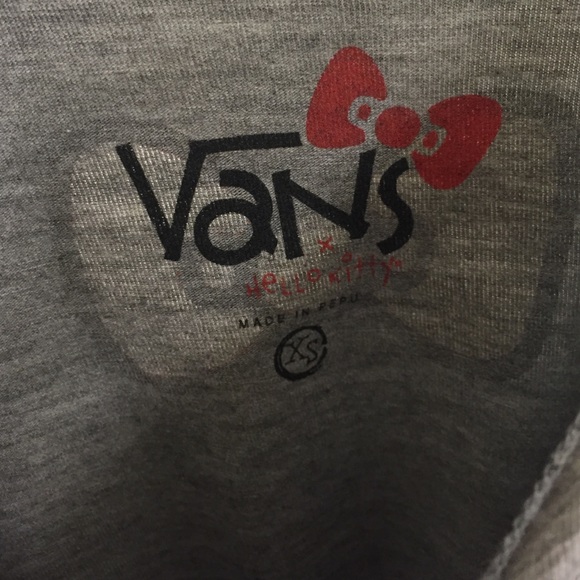 VANS
x
Hello Kitty
MADE IN PERU
XS